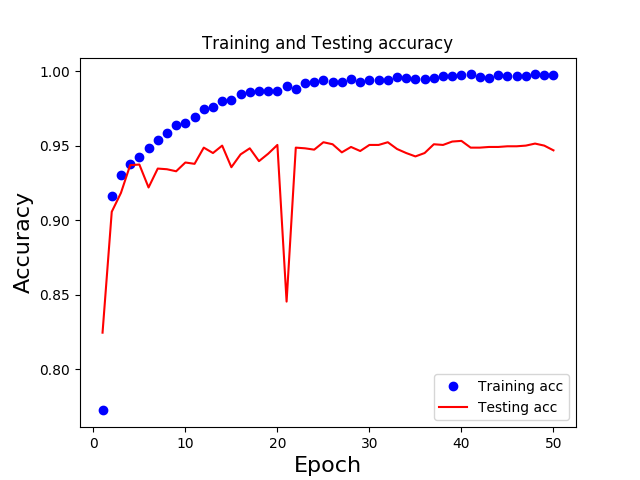 Training and Testing accuracy
1.00
0.95
0.90
0.85
0.80
Accuracy
Training acc
Testing acc
0 10 20 30 40 50
Epoch